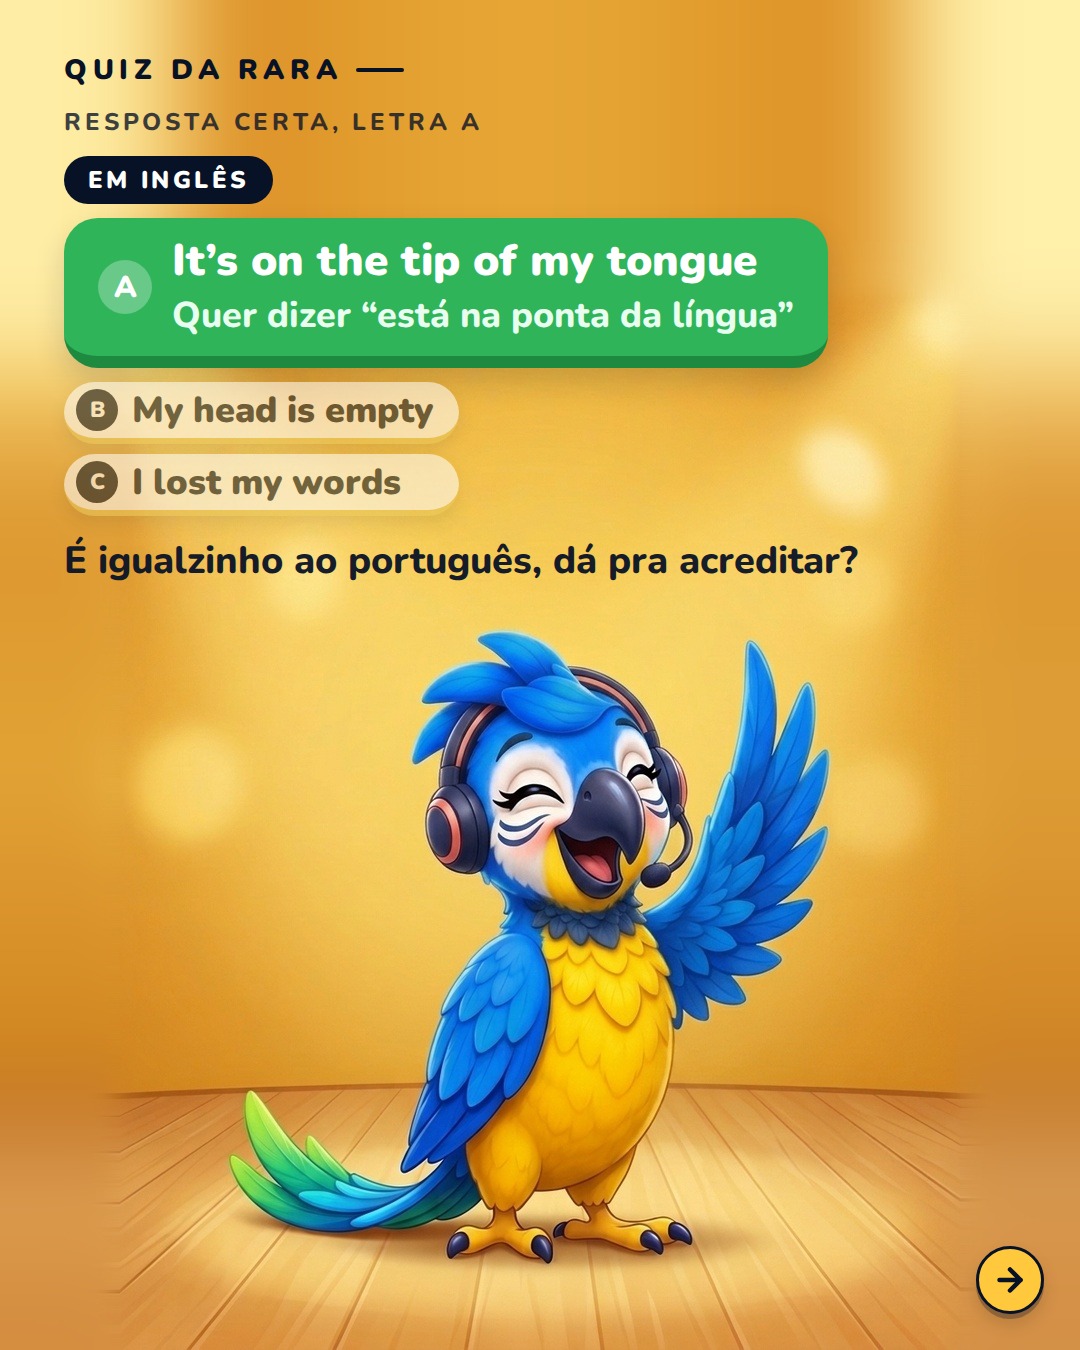 QUIZ DA RARA
RESPOSTA CERTA, LETRA A
EM INGLÊS
A It’s on the tip of my tongue
Quer dizer “está na ponta da língua”
B My head is empty
C I lost my words
É igualzinho ao português, dá pra acreditar?